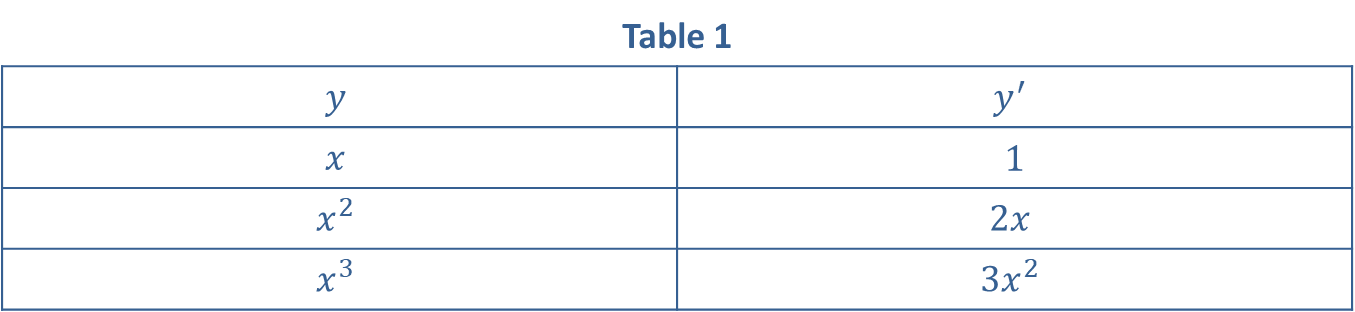 Table 1
y y′
x 1
x² 2x
x³ 3x²